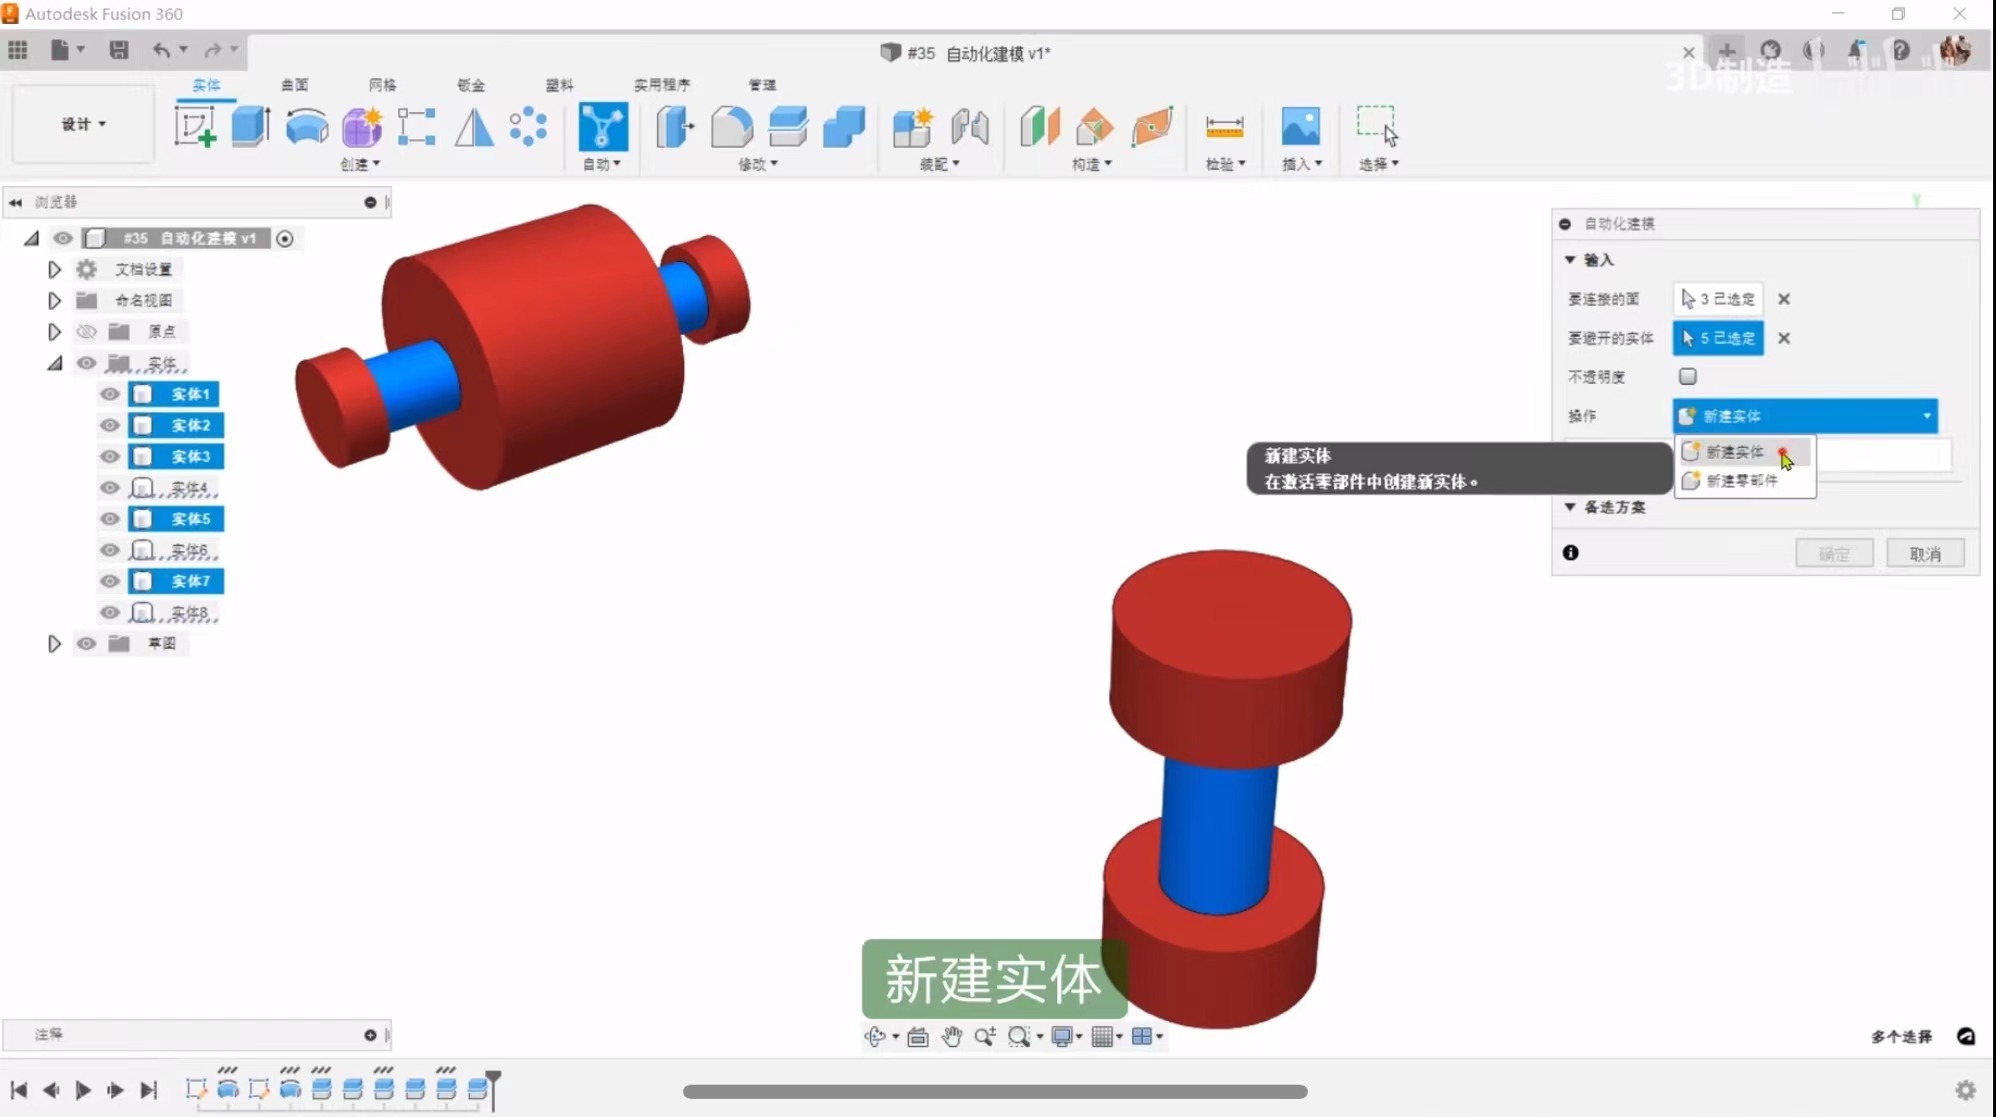 Autodesk Fusion 360
#35 自动化建模 v1*
3D制造
实体 曲面 网格 钣金 塑料 实用程序 管理
设计
创建 自动 修改 装配 构造 检验 插入 选择
浏览器
#35 自动化建模 v1
文档设置
命名视图
原点
实体
实体1
实体2
实体3
实体4
实体5
实体6
实体7
实体8
草图
自动化建模
输入
要连接的面 3 已选定
要避开的实体 5 已选定
不透明度
操作 新建实体
新建实体
新建零部件
新建实体
在激活零部件中创建新实体。
备选方案
确定 取消
Y
新建实体
注释
多个选择